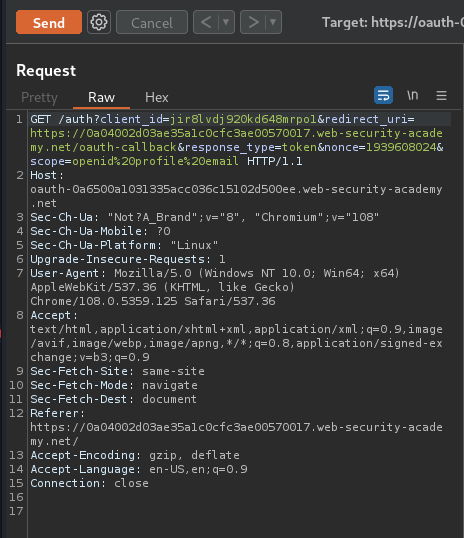 Send Cancel < > Target: https://oauth-0
Request
Pretty Raw Hex \n
1 GET /auth?client_id=jir8lvdj920kd648mrpo1&redirect_uri=
https://0a04002d03ae35a1c0cfc3ae00570017.web-security-acade
my.net/oauth-callback&response_type=token&nonce=1939608024&
scope=openid%20profile%20email HTTP/1.1
2 Host:
oauth-0a6500a1031335acc036c15102d500ee.web-security-academy
.net
3 Sec-Ch-Ua: "Not?A_Brand";v="8", "Chromium";v="108"
4 Sec-Ch-Ua-Mobile: ?0
5 Sec-Ch-Ua-Platform: "Linux"
6 Upgrade-Insecure-Requests: 1
7 User-Agent: Mozilla/5.0 (Windows NT 10.0; Win64; x64)
AppleWebKit/537.36 (KHTML, like Gecko)
Chrome/108.0.5359.125 Safari/537.36
8 Accept:
text/html,application/xhtml+xml,application/xml;q=0.9,image
/avif,image/webp,image/apng,*/*;q=0.8,application/signed-ex
change;v=b3;q=0.9
9 Sec-Fetch-Site: same-site
10 Sec-Fetch-Mode: navigate
11 Sec-Fetch-Dest: document
12 Referer:
https://0a04002d03ae35a1c0cfc3ae00570017.web-security-acade
my.net/
13 Accept-Encoding: gzip, deflate
14 Accept-Language: en-US,en;q=0.9
15 Connection: close
16
17